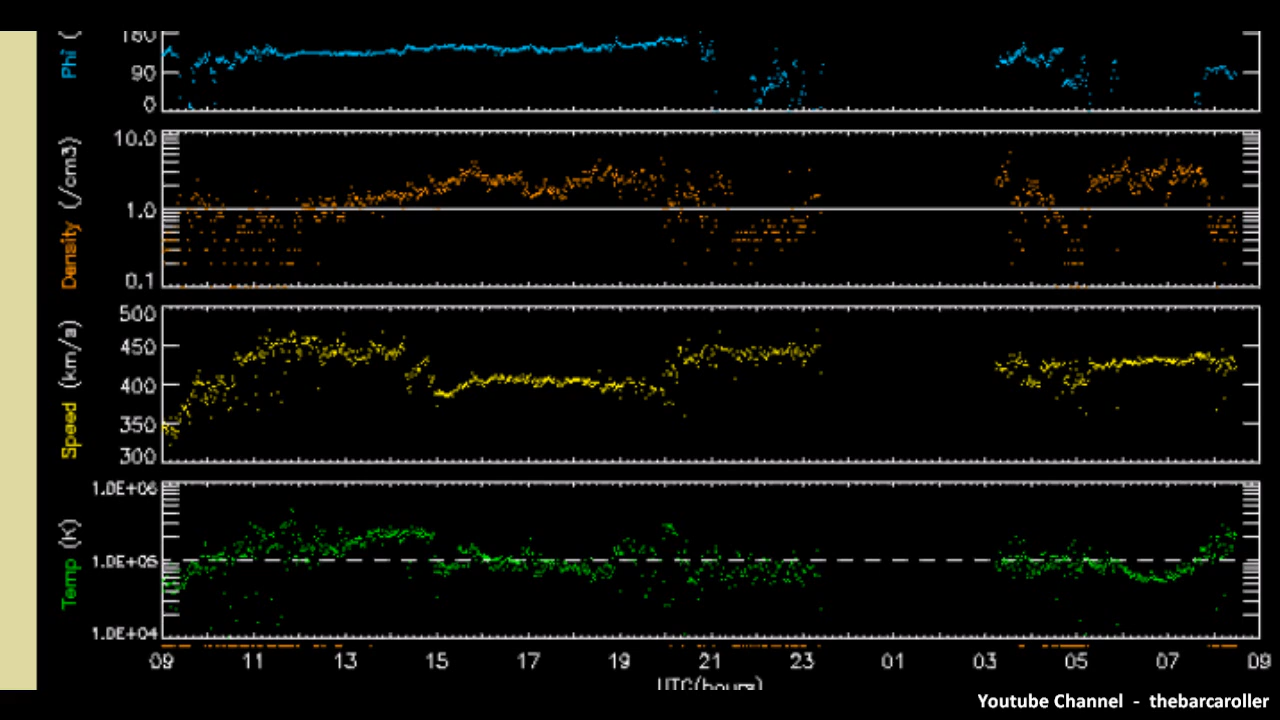 Phi (
180
90
0
Density (/cm3)
10.0
1.0
0.1
Speed (km/a)
500
450
400
350
300
Temp (K)
1.0E+06
1.0E+05
1.0E+04
09 11 13 15 17 19 21 23 01 03 05 07 09
UTC(hours)
Youtube Channel - thebarcaroller